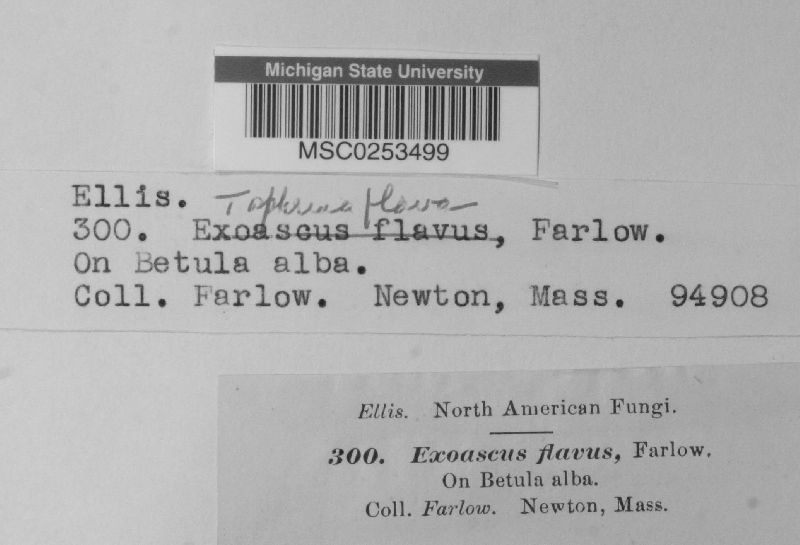 Michigan State University
MSC0253499
Ellis. Taphrina flava
300. Exoascus flavus, Farlow.
On Betula alba.
Coll. Farlow. Newton, Mass. 94908
Ellis. North American Fungi.
300. Exoascus flavus, Farlow.
On Betula alba.
Coll. Farlow. Newton, Mass.